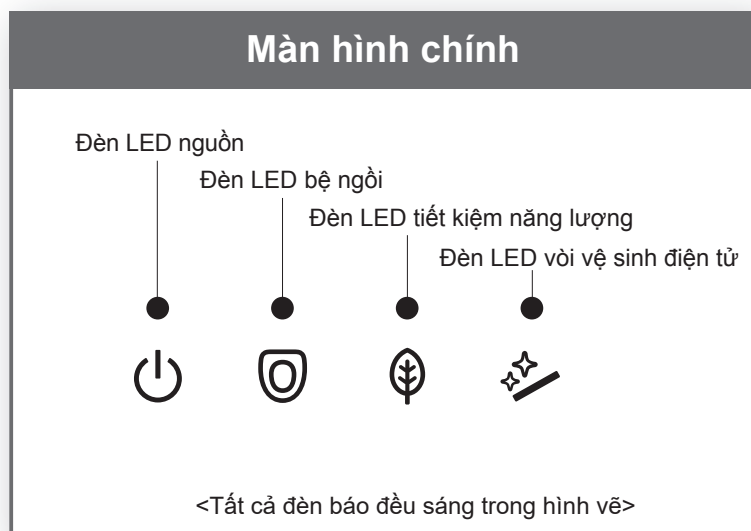 Màn hình chính
Đèn LED nguồn
Đèn LED bệ ngồi
Đèn LED tiết kiệm năng lượng
Đèn LED vòi vệ sinh điện tử
<Tất cả đèn báo đều sáng trong hình vẽ>